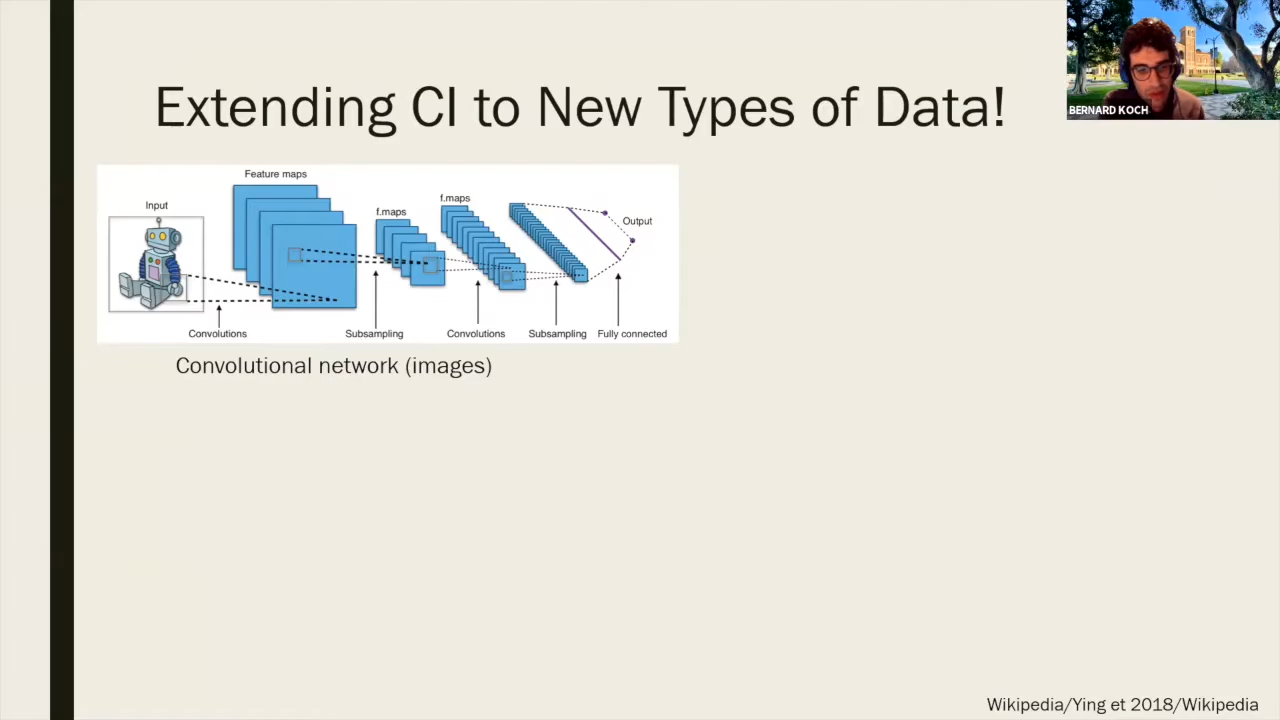 Extending CI to New Types of Data!
BERNARD KOCH
Feature maps
Input
f.maps
f.maps
Output
Convolutions
Subsampling
Convolutions
Subsampling
Fully connected
Convolutional network (images)
Wikipedia/Ying et 2018/Wikipedia